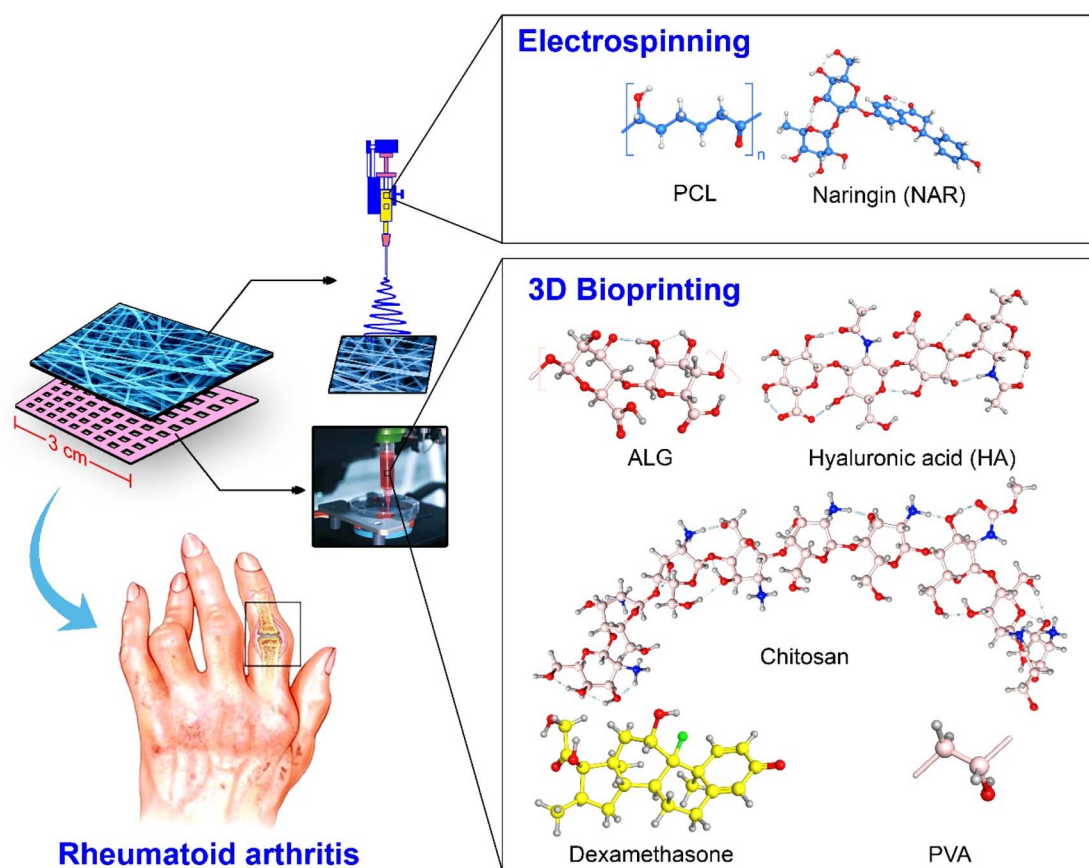 Electrospinning
n
PCL
Naringin (NAR)
3D Bioprinting
ALG
Hyaluronic acid (HA)
Chitosan
Dexamethasone
PVA
3 cm
Rheumatoid arthritis